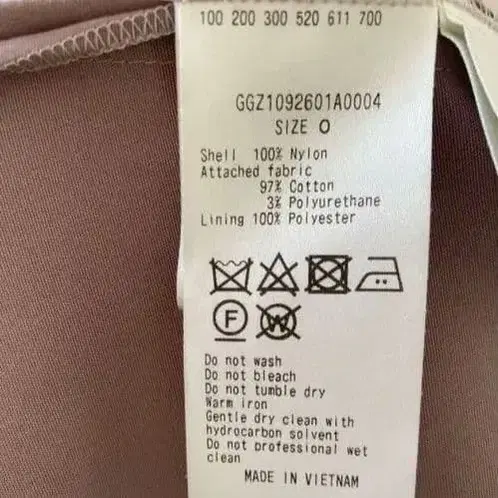 100 200 300 520 611 700
GGZ1092601A0004
SIZE O
Shell 100% Nylon
Attached fabric
97% Cotton
3% Polyurethane
Lining 100% Polyester
F W
Do not wash
Do not bleach
Do not tumble dry
Warm iron
Gentle dry clean with
hydrocarbon solvent
Do not professional wet
clean
MADE IN VIETNAM